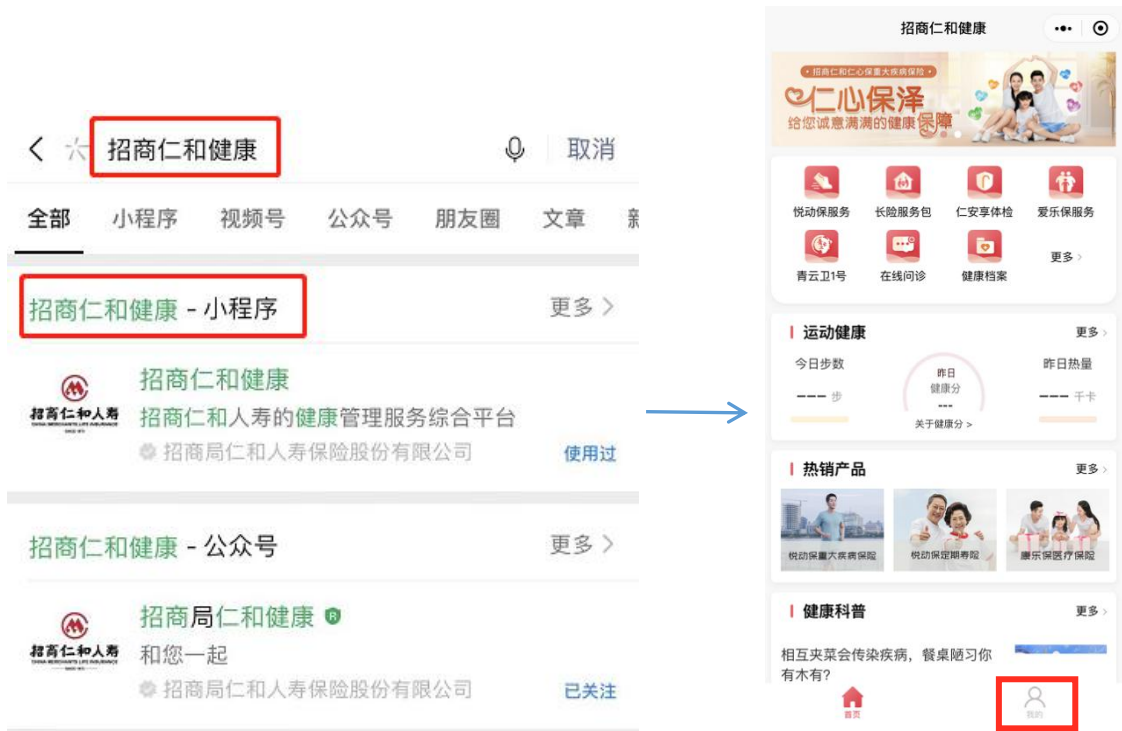 招商仁和健康
取消
全部 小程序 视频号 公众号 朋友圈 文章
招商仁和健康 - 小程序 更多 >
招商仁和健康
招商仁和人寿的健康管理服务综合平台
招商局仁和人寿保险股份有限公司
使用过
招商仁和人寿
CHINA MERCHANTS LIFE INSURANCE
招商仁和健康 - 公众号 更多 >
招商局仁和健康
和您一起
招商局仁和人寿保险股份有限公司
已关注
招商仁和人寿
CHINA MERCHANTS LIFE INSURANCE
招商仁和健康
·招商仁和仁心保重大疾病保险·
仁心保泽
给您诚意满满的健康保障
悦动保服务 长险服务包 仁安享体检 爱乐保服务
青云卫1号 在线问诊 健康档案 更多 >
运动健康 更多 >
今日步数
--- 步
昨日
健康分
---
关于健康分 >
昨日热量
--- 千卡
热销产品 更多 >
悦动保重大疾病保险 悦动保定期寿险 康乐保医疗保险
健康科普 更多 >
相互夹菜会传染疾病，餐桌陋习你
有木有?
首页 我的